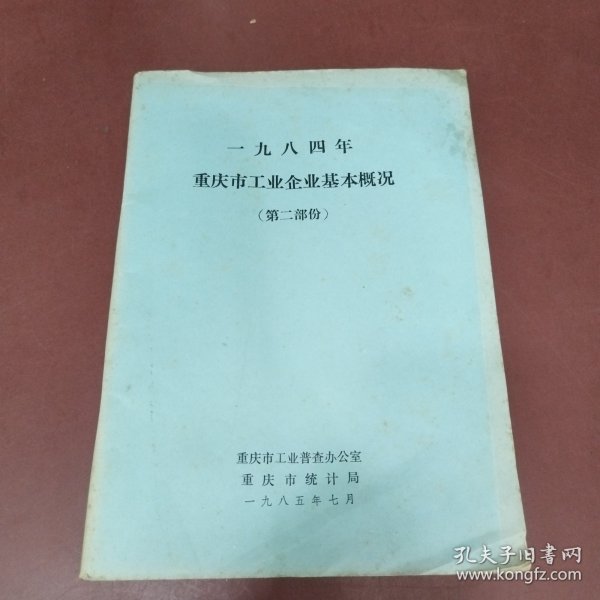 一九八四年
重庆市工业企业基本概况
（第二部份）
重庆市工业普查办公室
重庆市统计局
一九八五年七月
孔夫子旧书网
www.kongfz.com